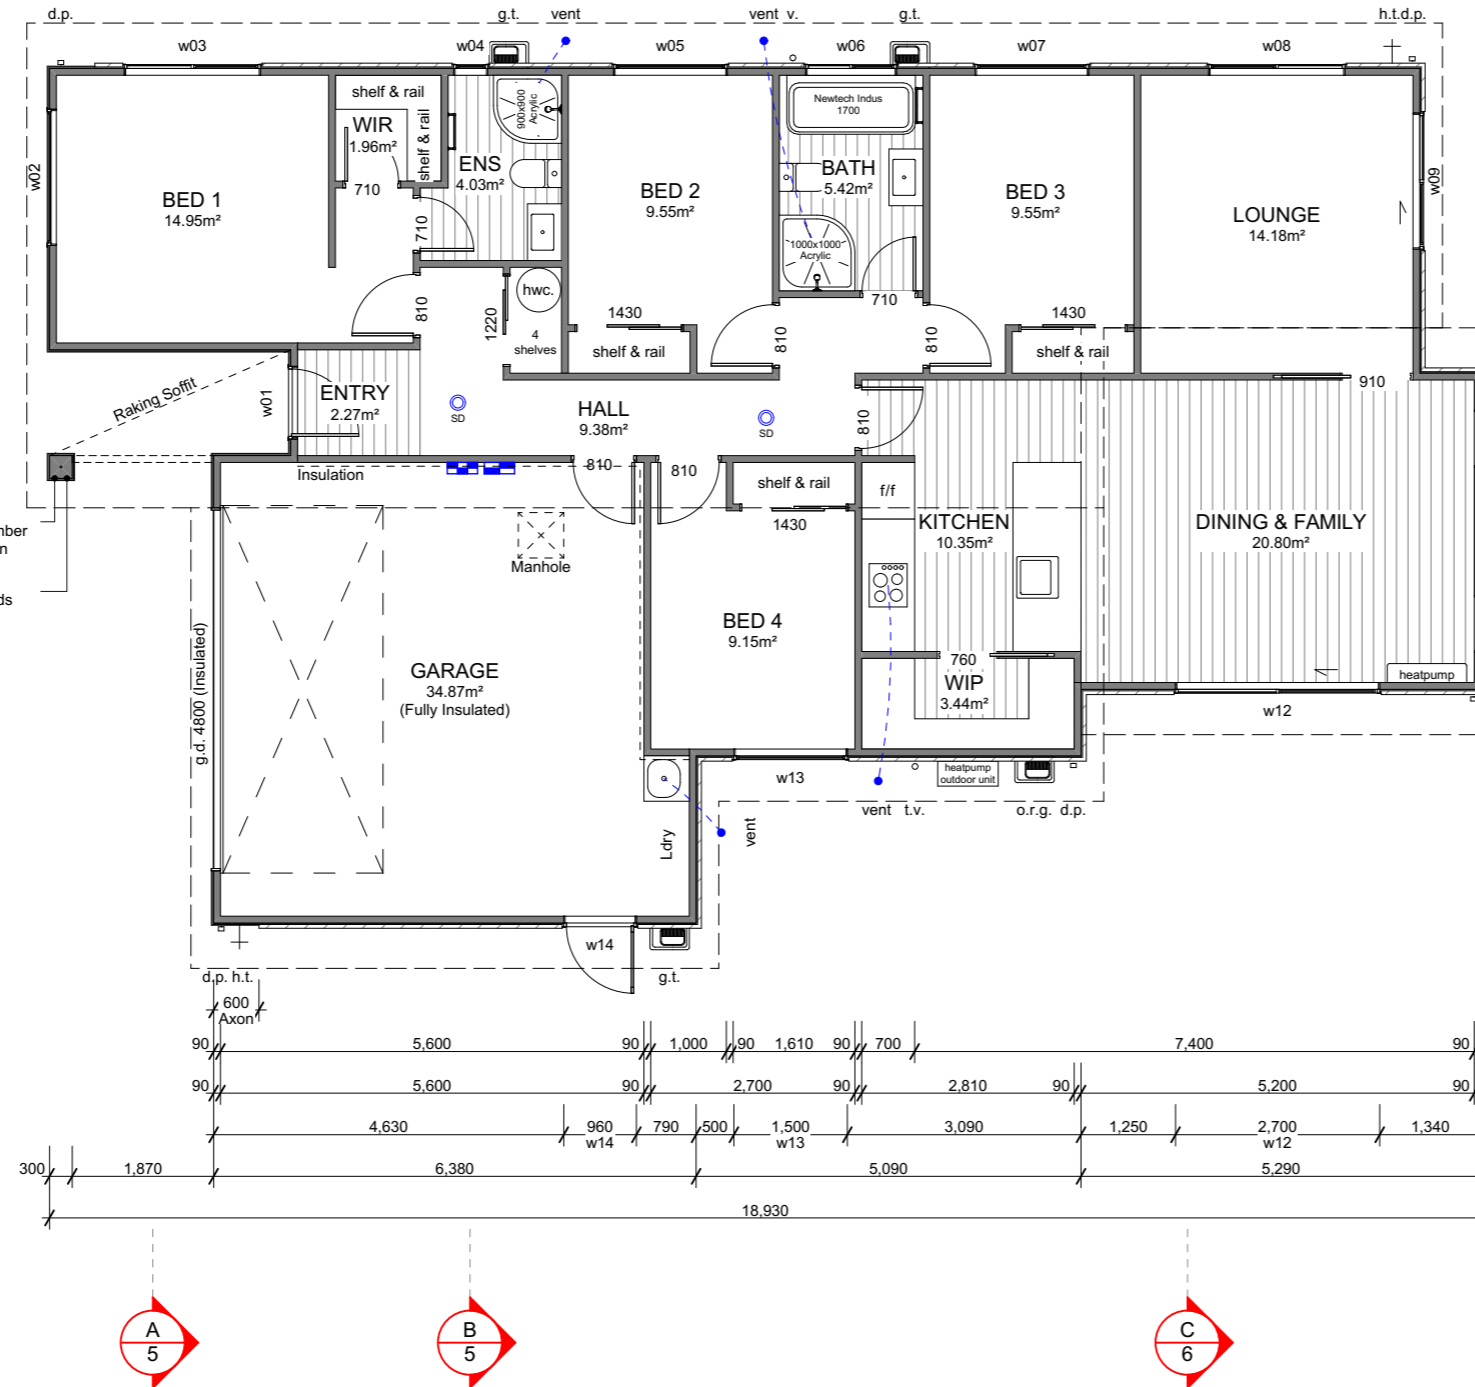 d.p.
g.t.
vent
vent v.
g.t.
h.t.d.p.
w03
w04
w05
w06
w07
w08
w02
w09
shelf & rail
shelf & rail
WIR
1.96m²
710
900x900
Acrylic
ENS
4.03m²
710
BED 1
14.95m²
BED 2
9.55m²
Newtech Indus
1700
BATH
5.42m²
1000x1000
Acrylic
710
BED 3
9.55m²
LOUNGE
14.18m²
810
1220
hwc.
4
shelves
1430
shelf & rail
810
810
1430
shelf & rail
910
Raking Soffit
w01
ENTRY
2.27m²
SD
HALL
9.38m²
SD
810
Insulation
810
810
shelf & rail
1430
f/f
KITCHEN
10.35m²
DINING & FAMILY
20.80m²
mber
n
ds
Manhole
g.d. 4800 (Insulated)
GARAGE
34.87m²
(Fully Insulated)
BED 4
9.15m²
760
WIP
3.44m²
heatpump
w12
w13
heatpump
outdoor unit
vent t.v.
o.r.g. d.p.
Ldry
vent
w14
d.p. h.t.
g.t.
600
Axon
90 5,600 90 1,000 90 1,610 90 700 7,400 90
90 5,600 90 2,700 90 2,810 90 5,200 90
4,630 960 790 500 1,500 3,090 1,250 2,700 1,340
w14 w13 w12
300 1,870 6,380 5,090 5,290
18,930
A
5
B
5
C
6